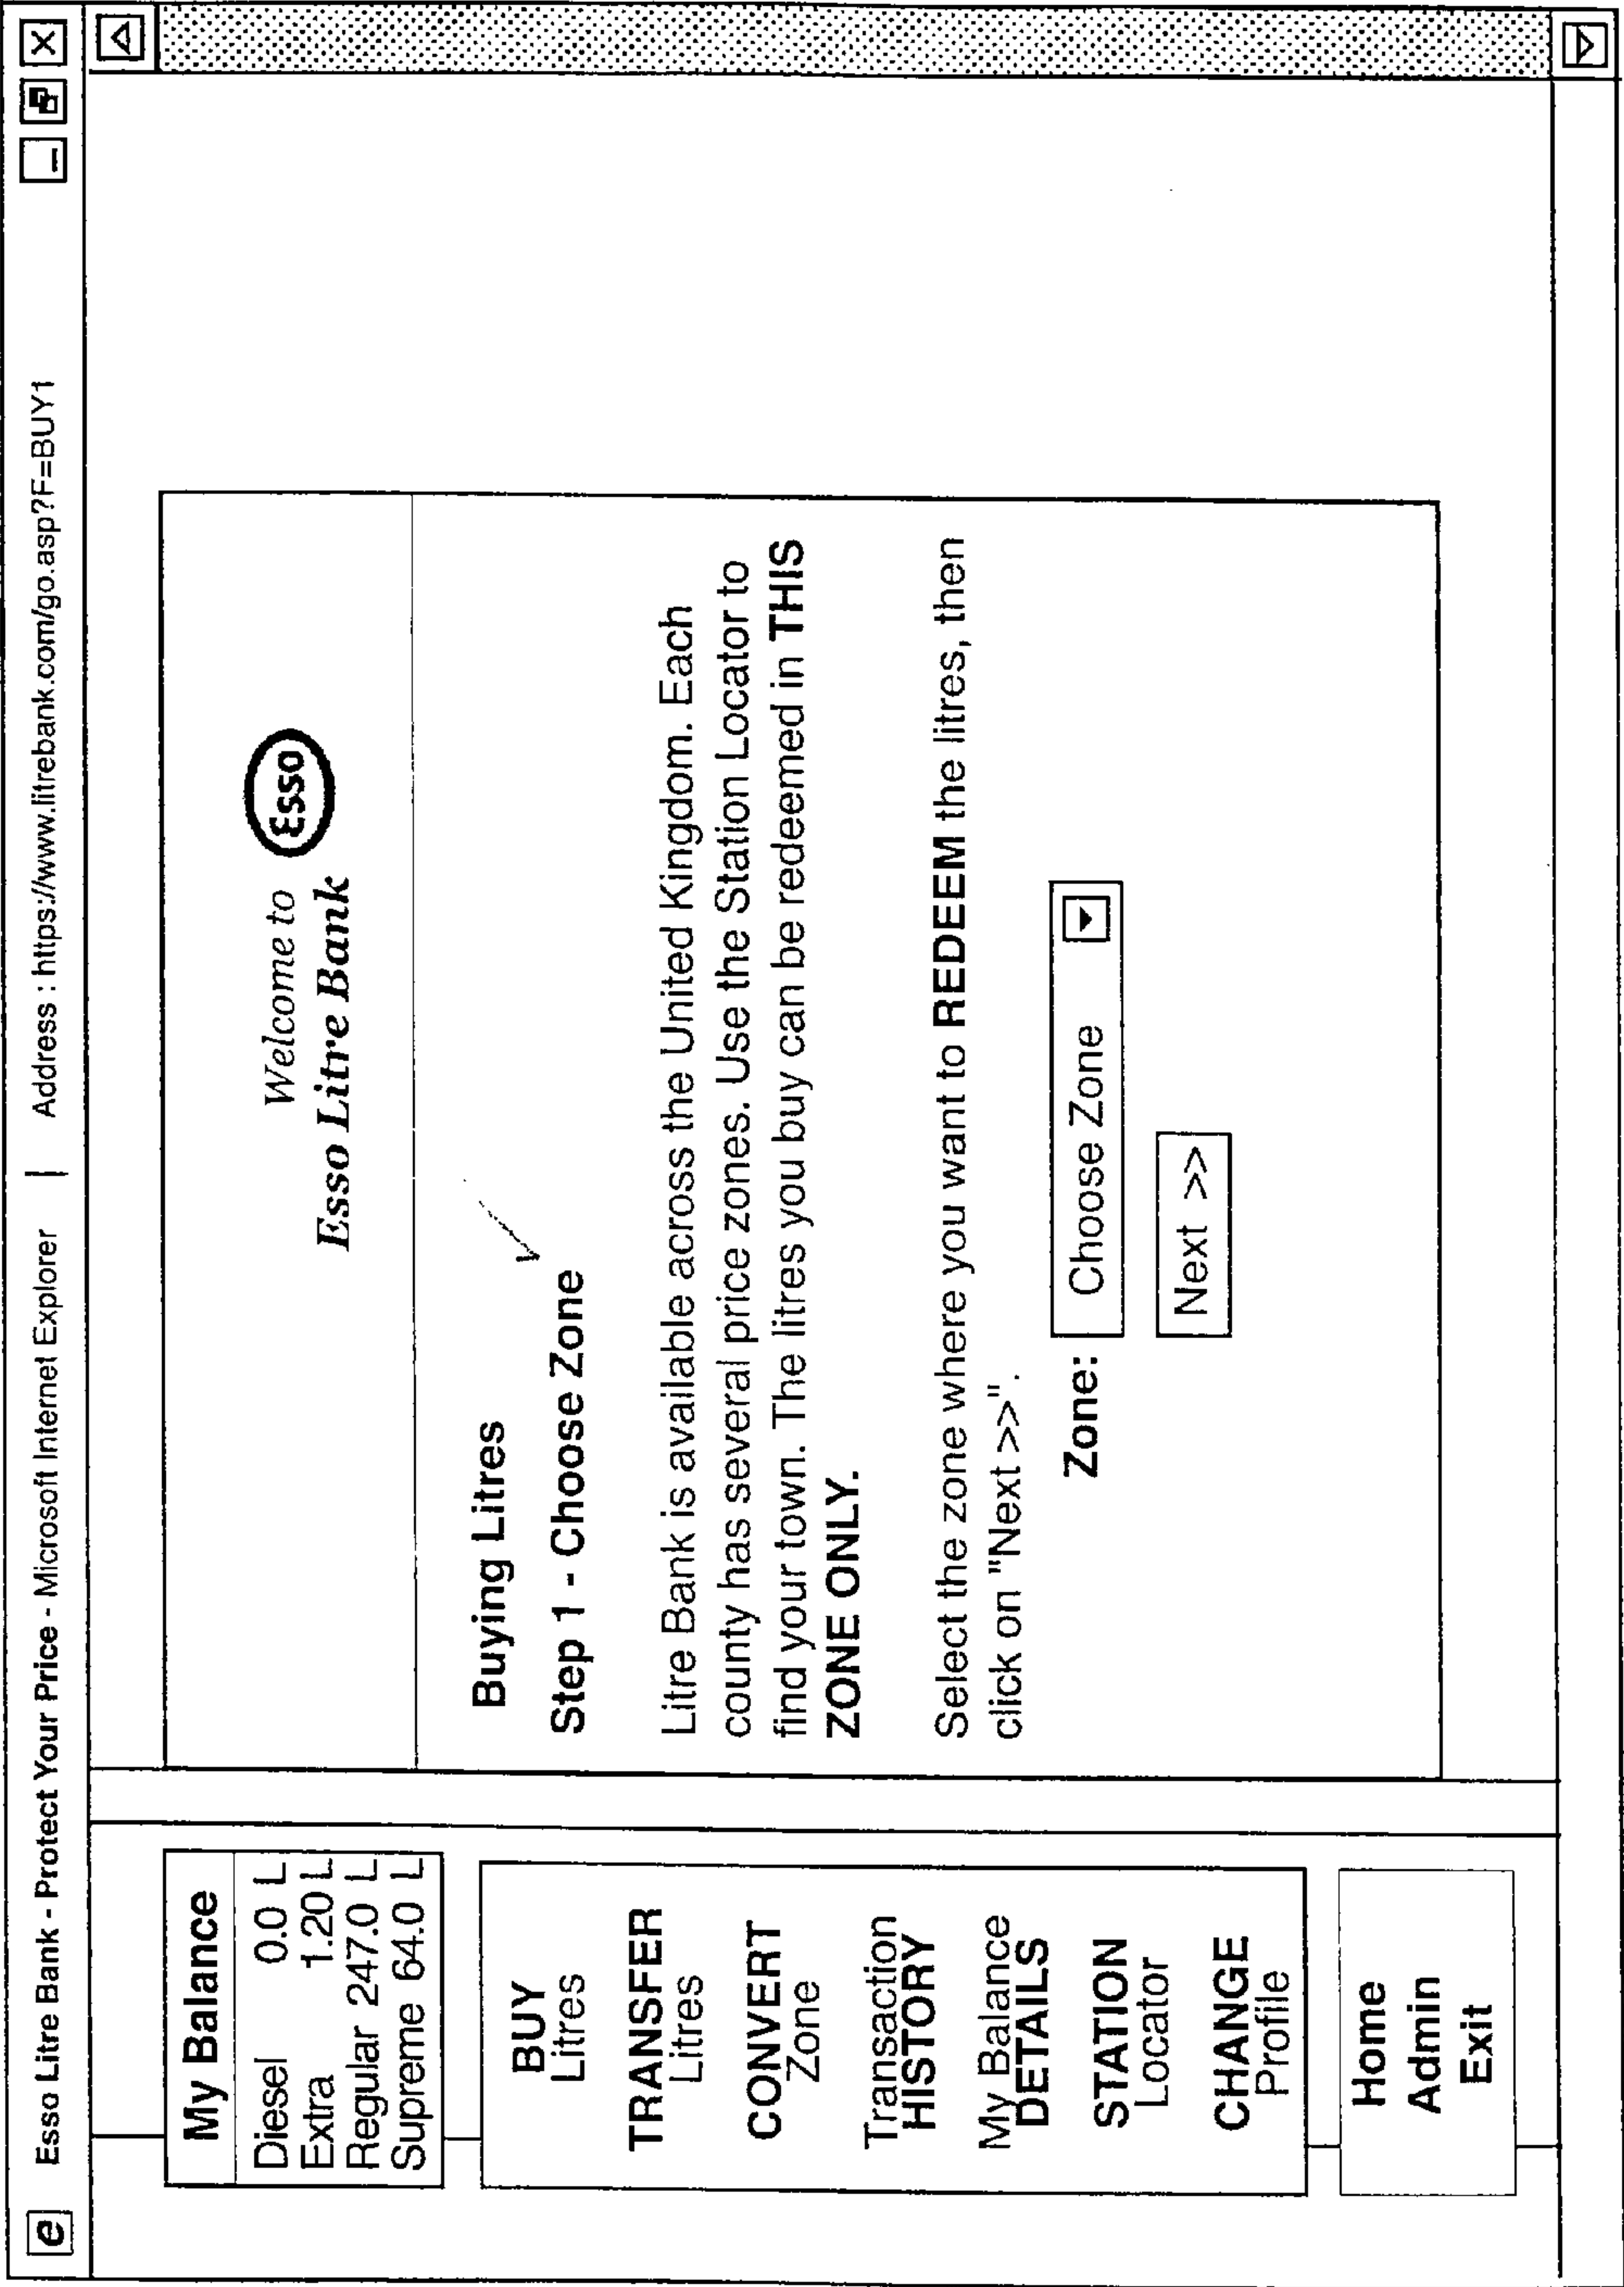 Esso Litre Bank - Protect Your Price - Microsoft Internet Explorer | Address : https://www.litrebank.com/go.asp?F=BUY1
My Balance
Diesel 0.0 L
Extra 1.20 L
Regular 247.0 L
Supreme 64.0 L
BUY
Litres
TRANSFER
Litres
CONVERT
Zone
Transaction
HISTORY
My Balance
DETAILS
STATION
Locator
CHANGE
Profile
Home
Admin
Exit
Welcome to
Esso Litre Bank
Esso
Buying Litres
Step 1 - Choose Zone
Litre Bank is available across the United Kingdom. Each
county has several price zones. Use the Station Locator to
find your town. The litres you buy can be redeemed in THIS
ZONE ONLY.
Select the zone where you want to REDEEM the litres, then
click on "Next >>".
Zone: Choose Zone
Next >>